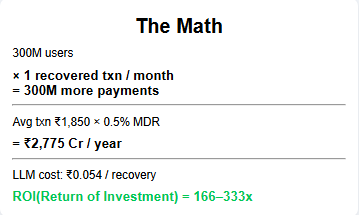 The Math
300M users
× 1 recovered txn / month
= 300M more payments
Avg txn ₹1,850 × 0.5% MDR
= ₹2,775 Cr / year
LLM cost: ₹0.054 / recovery
ROI(Return of Investment) = 166–333x